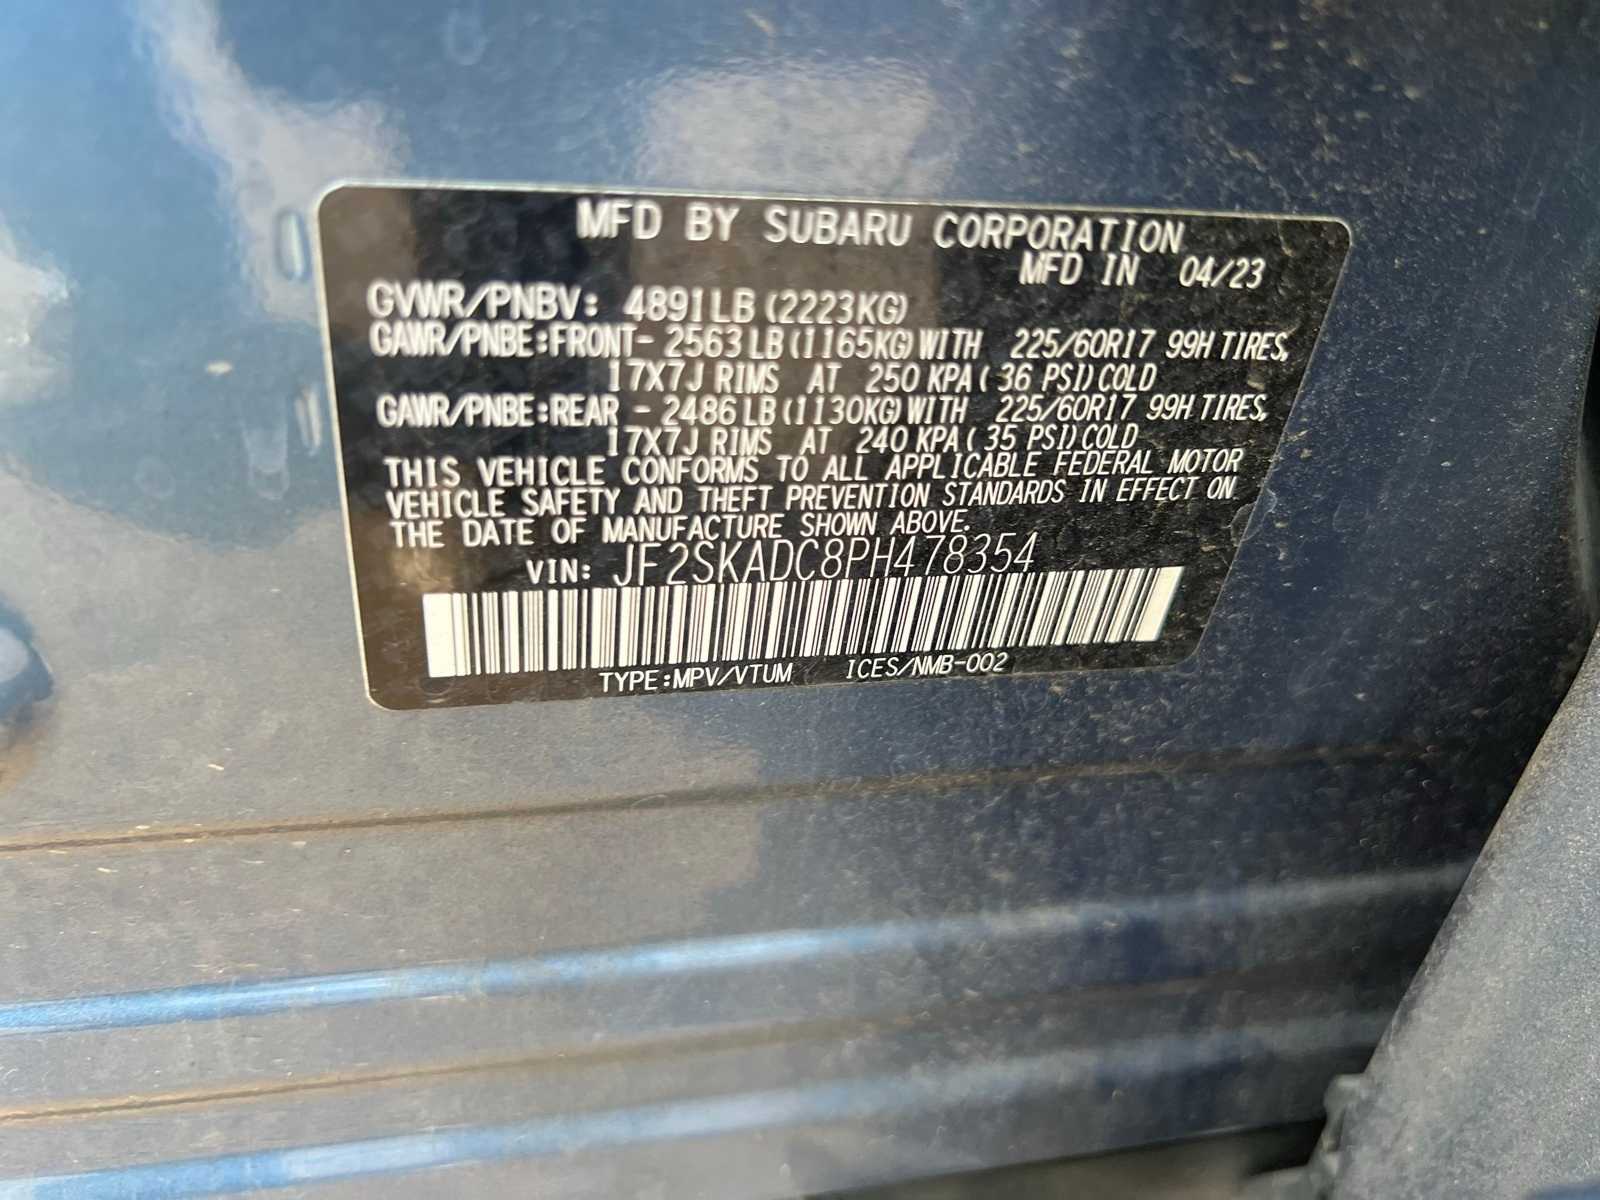 MFD BY SUBARU CORPORATION
MFD IN 04/23
GVWR/PNBV: 4891LB (2223KG)
GAWR/PNBE:FRONT- 2563LB(1165KG)WITH 225/60R17 99H TIRES,
17X7J RIMS AT 250 KPA( 36 PSI)COLD
GAWR/PNBE:REAR - 2486LB(1130KG)WITH 225/60R17 99H TIRES,
17X7J RIMS AT 240 KPA( 35 PSI)COLD
THIS VEHICLE CONFORMS TO ALL APPLICABLE FEDERAL MOTOR
VEHICLE SAFETY AND THEFT PREVENTION STANDARDS IN EFFECT ON
THE DATE OF MANUFACTURE SHOWN ABOVE.
VIN: JF2SKADC8PH478354
TYPE:MPV/VTUM ICES/NMB-002